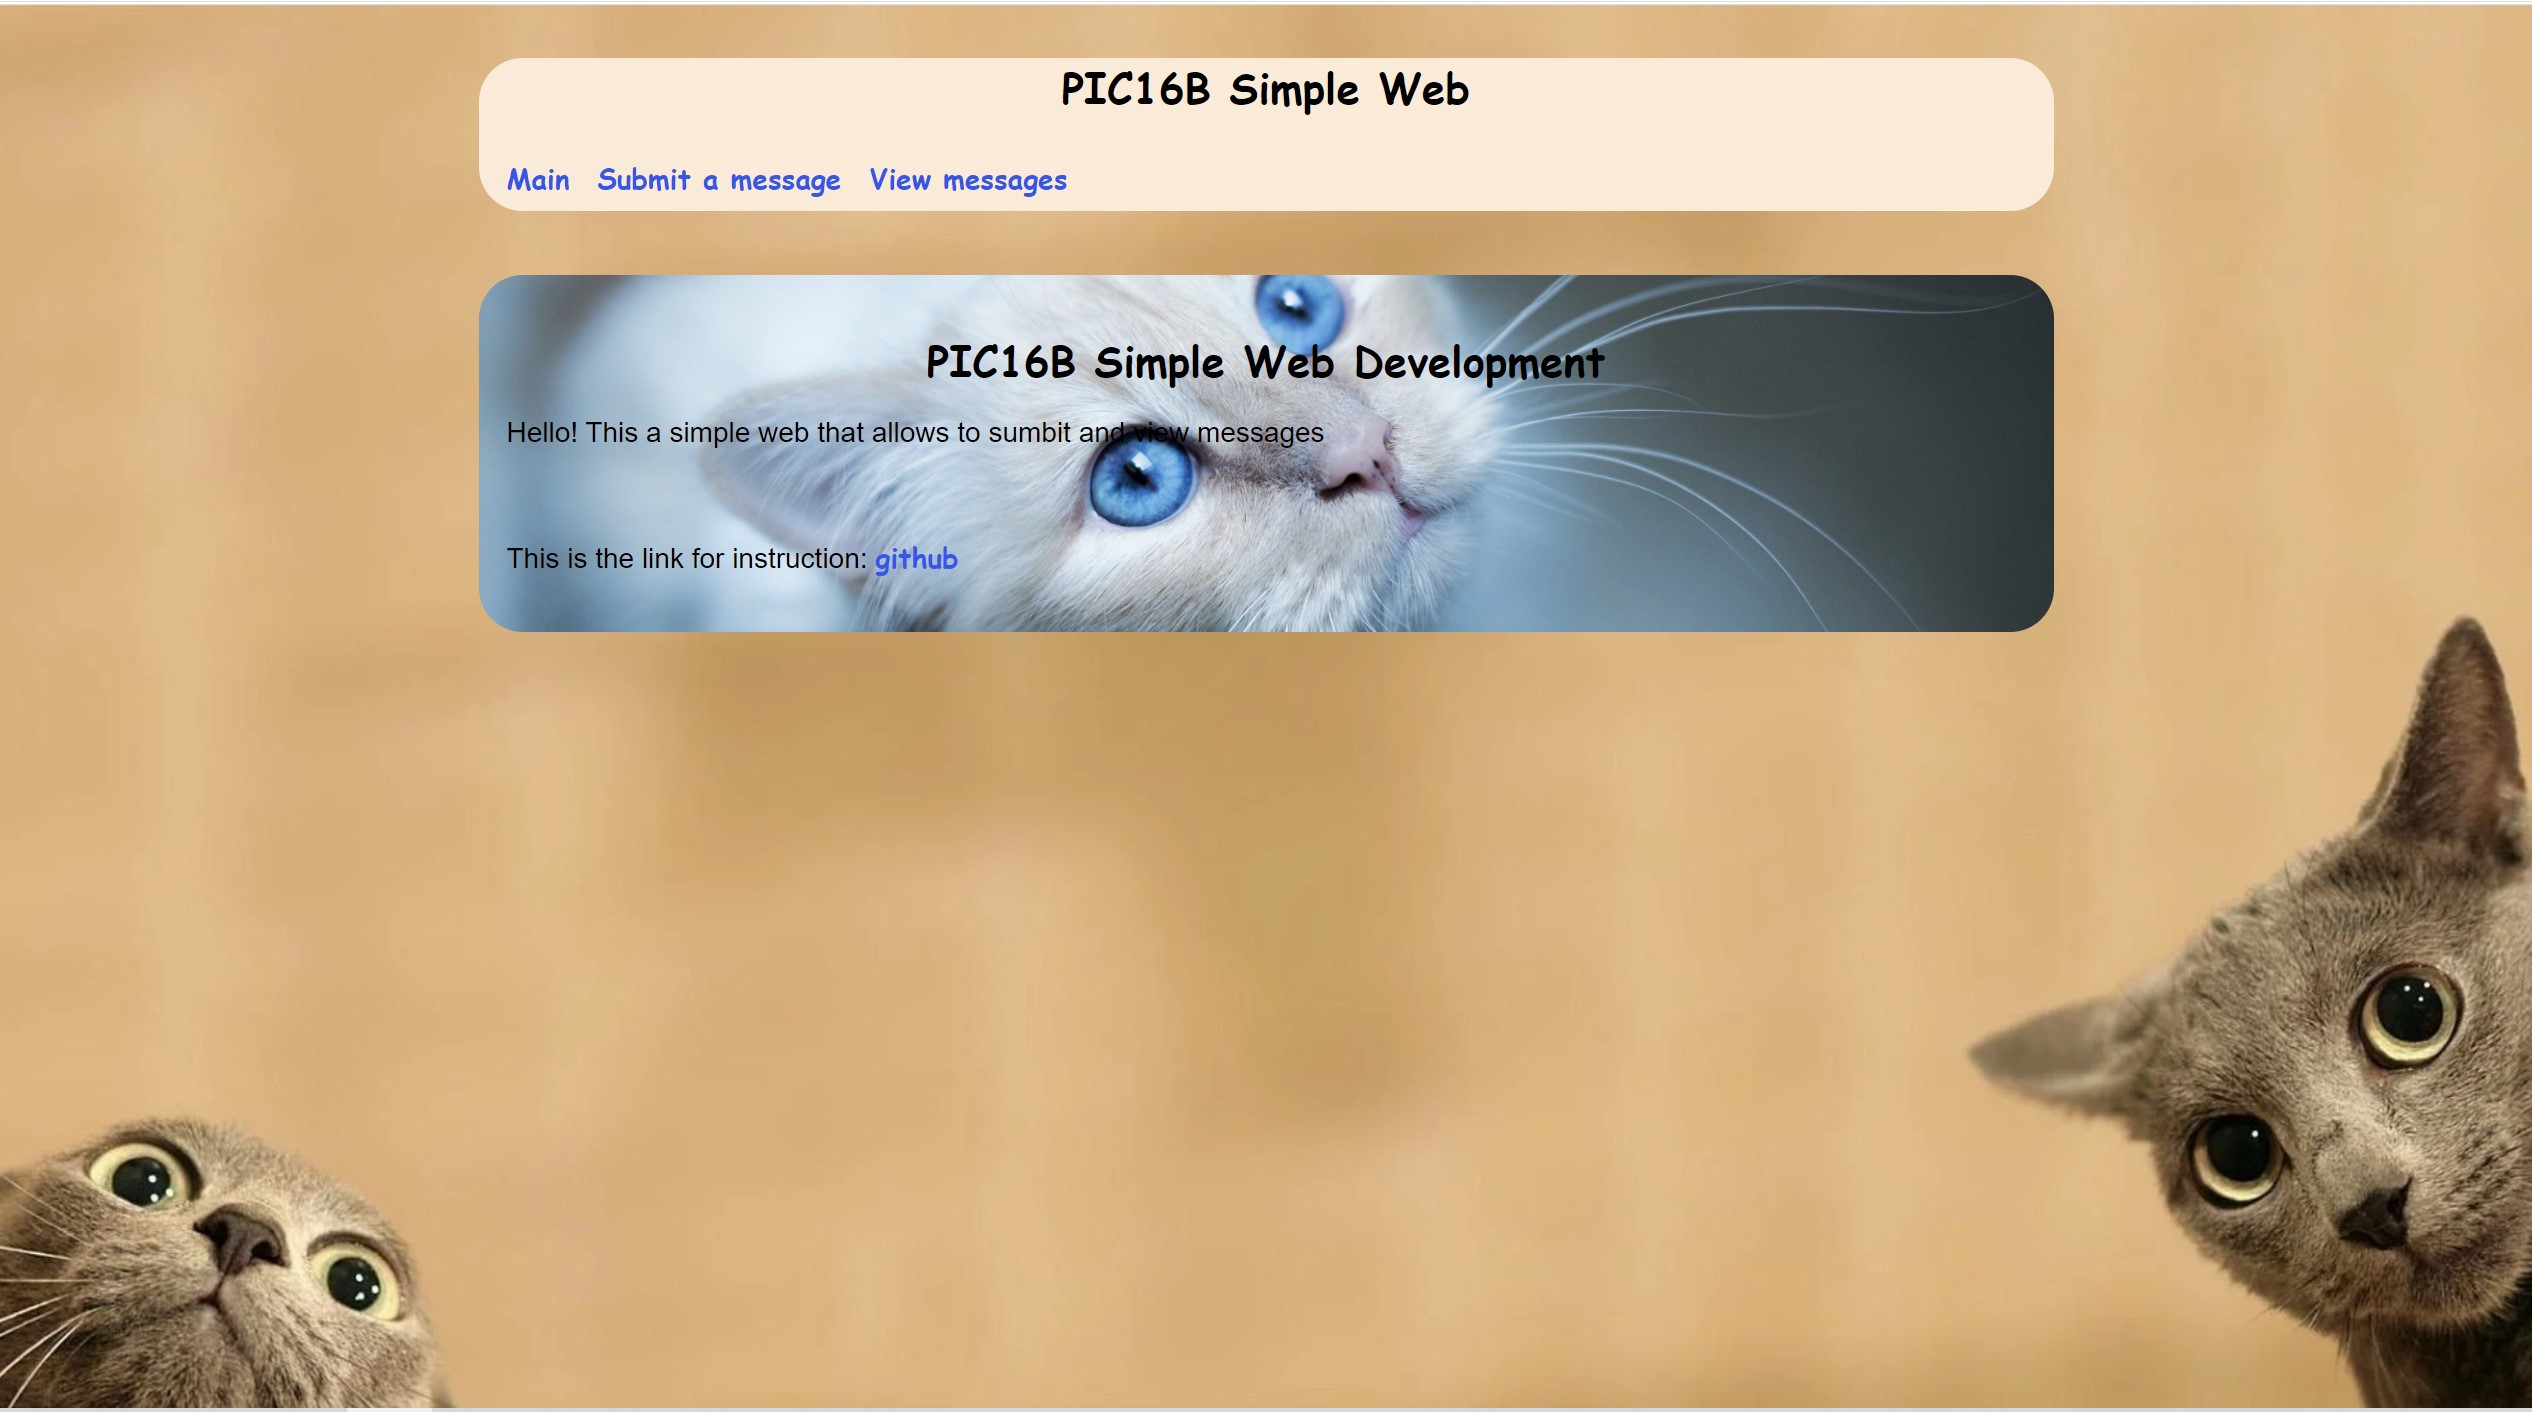 PIC16B Simple Web
Main Submit a message View messages
PIC16B Simple Web Development
Hello! This a simple web that allows to sumbit and view messages
This is the link for instruction: github